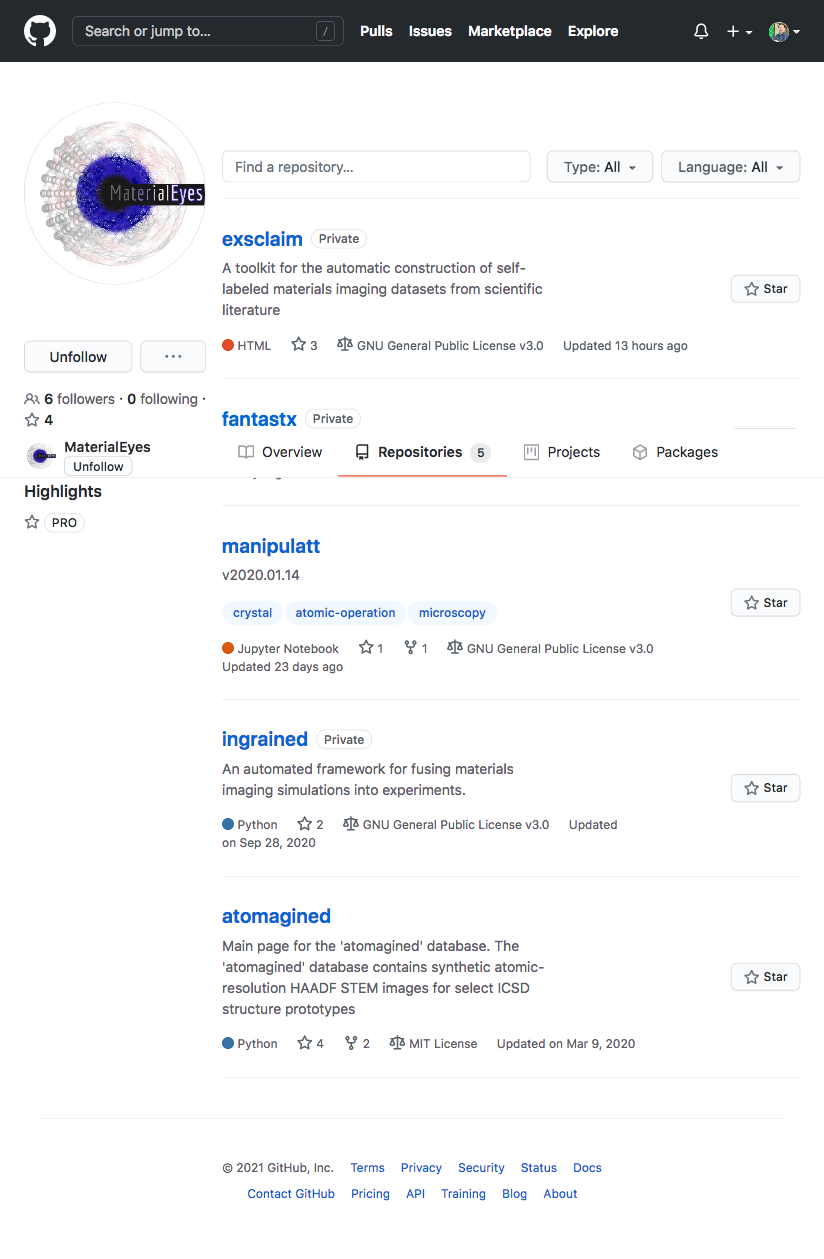 Search or jump to...
/
Pulls
Issues
Marketplace
Explore
MaterialEyes
Find a repository...
Type: All
Language: All
exsclaim
Private
A toolkit for the automatic construction of self-
labeled materials imaging datasets from scientific
literature
Star
HTML
3
GNU General Public License v3.0
Updated 13 hours ago
Unfollow
...
6 followers · 0 following ·
4
fantastx
Private
MaterialEyes
Unfollow
Overview
Repositories 5
Projects
Packages
Highlights
PRO
manipulatt
v2020.01.14
crystal
atomic-operation
microscopy
Star
Jupyter Notebook
1
1
GNU General Public License v3.0
Updated 23 days ago
ingrained
Private
An automated framework for fusing materials
imaging simulations into experiments.
Star
Python
2
GNU General Public License v3.0
Updated
on Sep 28, 2020
atomagined
Main page for the 'atomagined' database. The
'atomagined' database contains synthetic atomic-
resolution HAADF STEM images for select ICSD
structure prototypes
Star
Python
4
2
MIT License
Updated on Mar 9, 2020
© 2021 GitHub, Inc.
Terms
Privacy
Security
Status
Docs
Contact GitHub
Pricing
API
Training
Blog
About